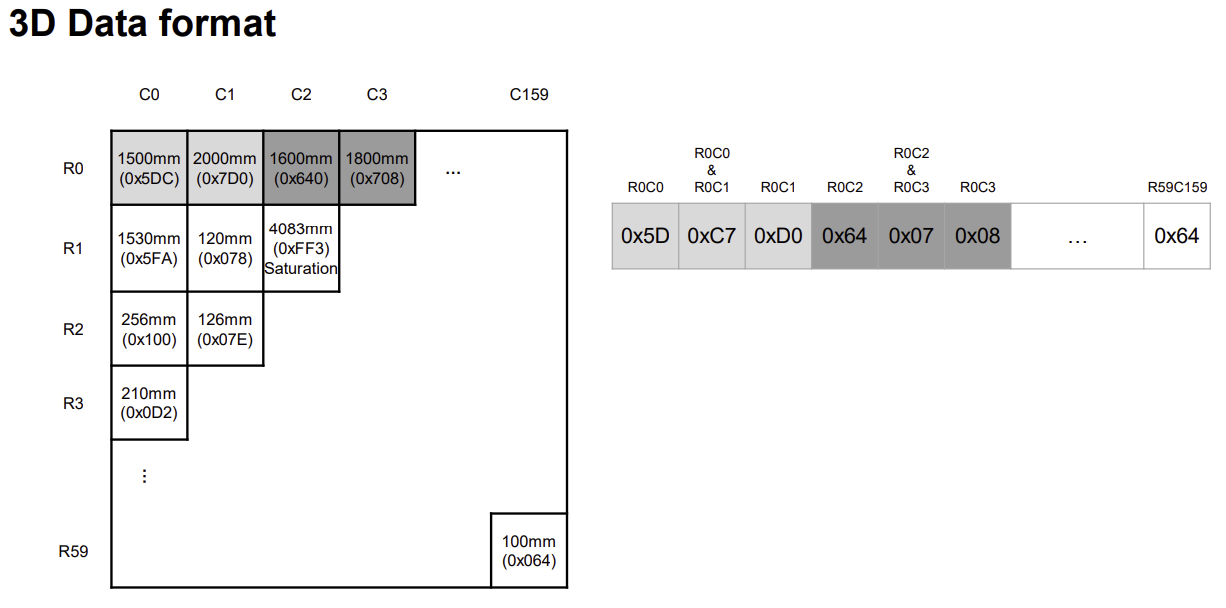 3D Data format
C0 C1 C2 C3 C159
R0 1500mm 2000mm 1600mm 1800mm ...
(0x5DC) (0x7D0) (0x640) (0x708)
R1 1530mm 120mm 4083mm
(0x5FA) (0x078) (0xFF3)
Saturation
R2 256mm 126mm
(0x100) (0x07E)
R3 210mm
(0x0D2)
⋮
R59 100mm
(0x064)
R0C0 R0C0 & R0C1 R0C1 R0C2 R0C2 & R0C3 R0C3 R59C159
0x5D 0xC7 0xD0 0x64 0x07 0x08 ... 0x64